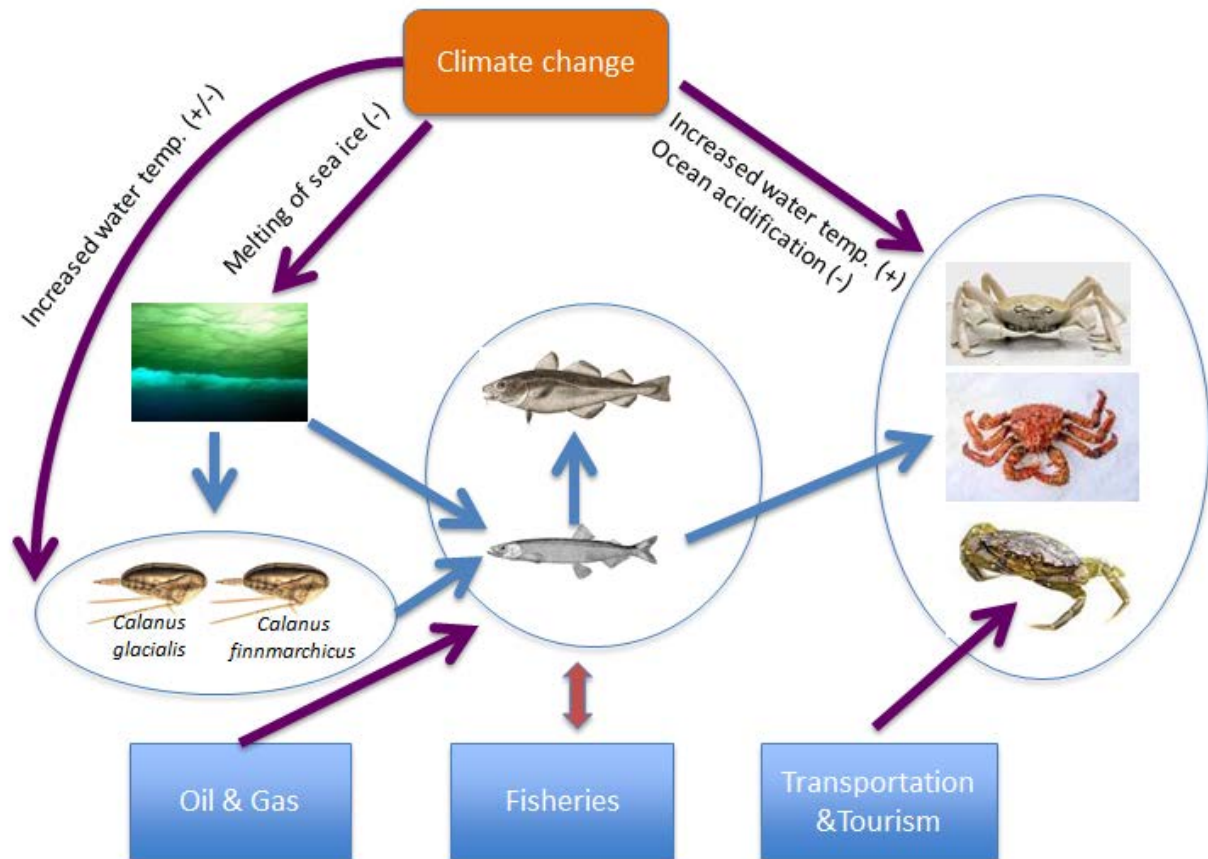 Climate change
Increased water temp. (+/-)
Melting of sea ice (-)
Increased water temp. (+)
Ocean acidification (-)
Calanus
glacialis
Calanus
finnmarchicus
Oil & Gas
Fisheries
Transportation
&Tourism